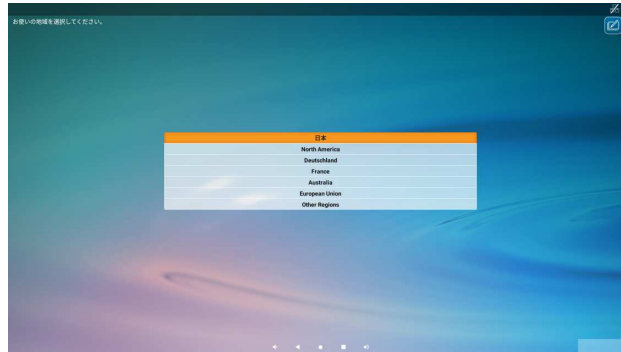 お使いの地域を選択してください。
日本
North America
Deutschland
France
Australia
European Union
Other Regions